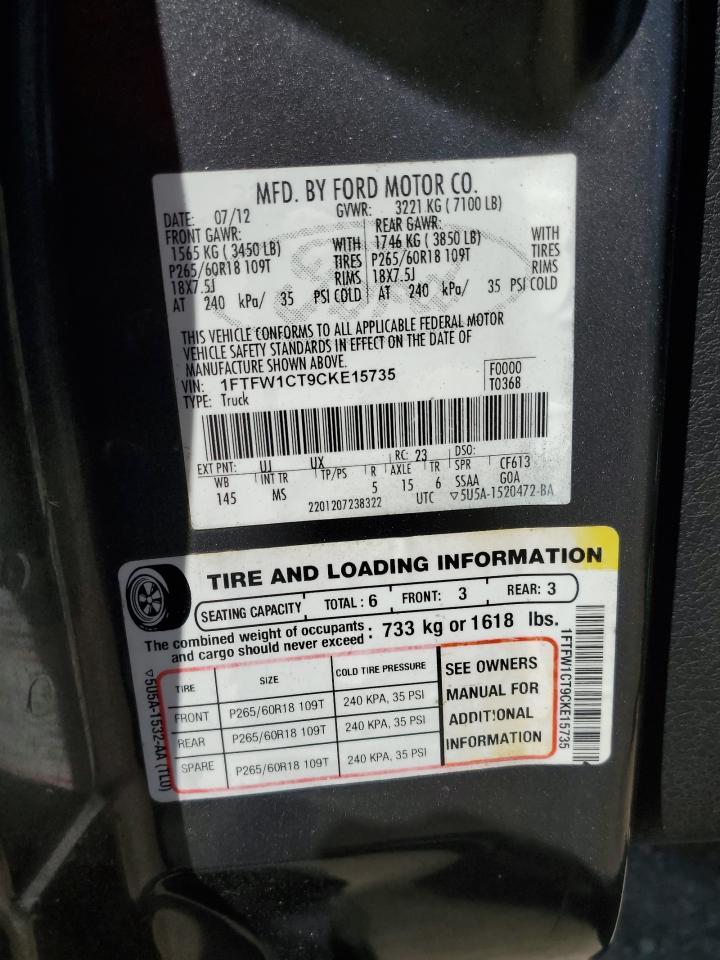 MFD. BY FORD MOTOR CO.
DATE: 07/12 GVWR: 3221 KG (7100 LB)
FRONT GAWR: REAR GAWR:
1565 KG (3450 LB) WITH 1746 KG (3850 LB) WITH
P265/60R18 109T TIRES P265/60R18 109T TIRES
18X7.5J RIMS 18X7.5J RIMS
AT 240 kPa/ 35 PSI COLD AT 240 kPa/ 35 PSI COLD
THIS VEHICLE CONFORMS TO ALL APPLICABLE FEDERAL MOTOR
VEHICLE SAFETY STANDARDS IN EFFECT ON THE DATE OF
MANUFACTURE SHOWN ABOVE.
VIN: 1FTFW1CT9CKE15735 F0000
TYPE: Truck T0368
EXT PNT: UJ UX RC: 23 DSO:
WB INT TR TP/PS R AXLE TR SPR CF613
145 MS 5 15 6 SSAA G0A
2201207238322 UTC ▽5U5A-1520472-BA
TIRE AND LOADING INFORMATION
SEATING CAPACITY TOTAL: 6 FRONT: 3 REAR: 3
The combined weight of occupants : 733 kg or 1618 lbs.
and cargo should never exceed
TIRE SIZE COLD TIRE PRESSURE
FRONT P265/60R18 109T 240 KPA, 35 PSI
REAR P265/60R18 109T 240 KPA, 35 PSI
SPARE P265/60R18 109T 240 KPA, 35 PSI
SEE OWNERS
MANUAL FOR
ADDITIONAL
INFORMATION
▽5U5A-1532-AA (TLU)
1FTFW1CT9CKE15735